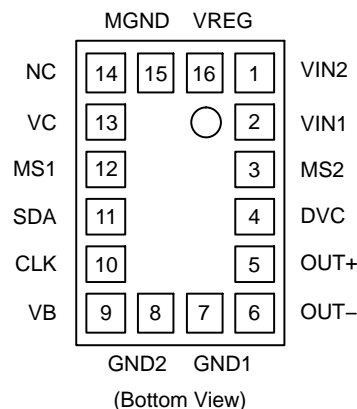 MGND VREG
NC 14 15 16 1 VIN2
VC 13 2 VIN1
MS1 12 3 MS2
SDA 11 4 DVC
CLK 10 5 OUT+
VB 9 8 7 6 OUT−
GND2 GND1
(Bottom View)